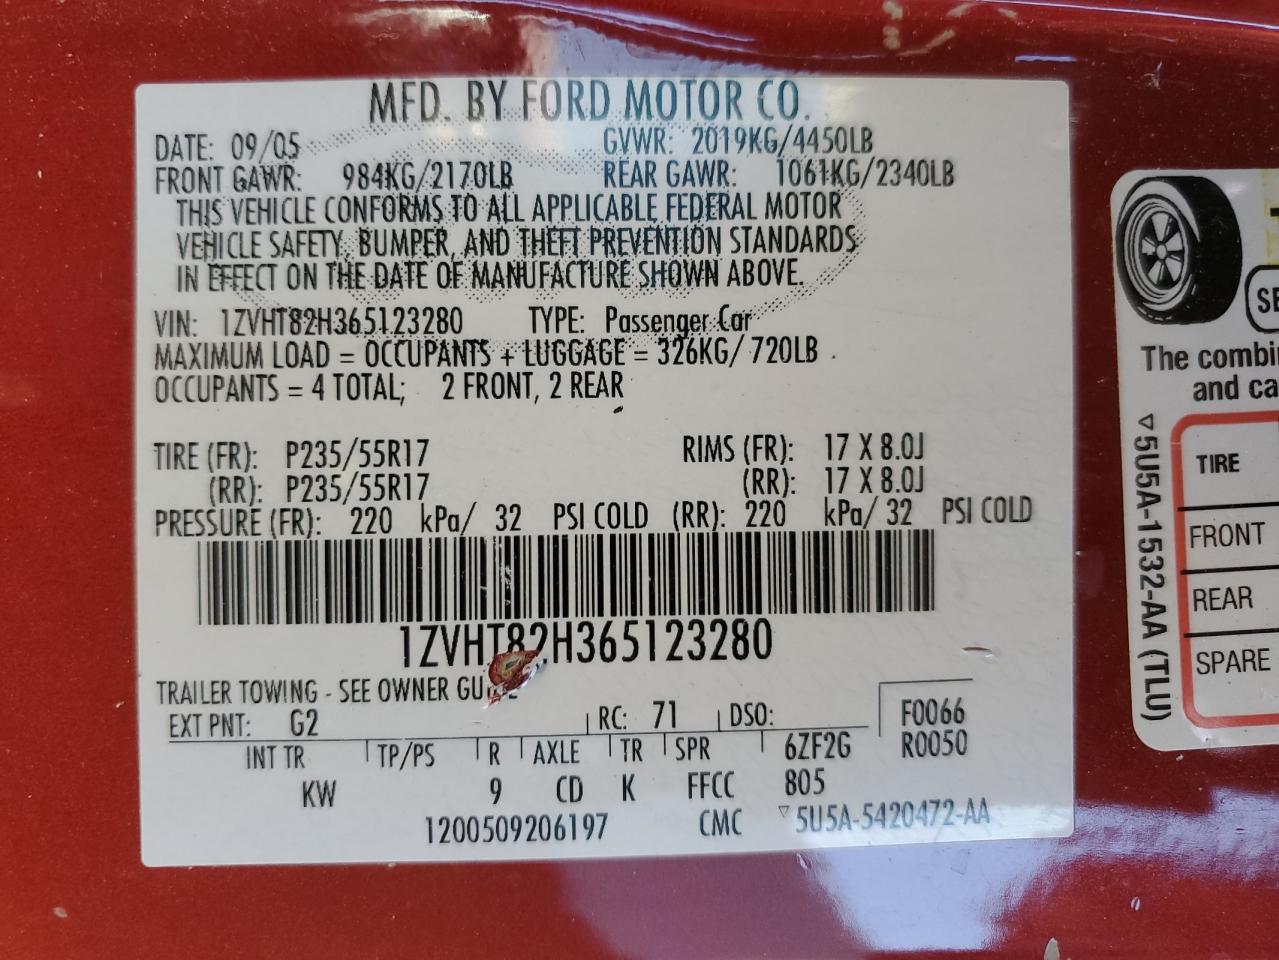 MFD. BY FORD MOTOR CO.
DATE: 09/05 GVWR: 2019KG/4450LB
FRONT GAWR: 984KG/2170LB REAR GAWR: 1061KG/2340LB
THIS VEHICLE CONFORMS TO ALL APPLICABLE FEDERAL MOTOR
VEHICLE SAFETY, BUMPER, AND THEFT PREVENTION STANDARDS
IN EFFECT ON THE DATE OF MANUFACTURE SHOWN ABOVE.
VIN: 1ZVHT82H365123280 TYPE: Passenger Car
MAXIMUM LOAD = OCCUPANTS + LUGGAGE = 326KG/ 720LB
OCCUPANTS = 4 TOTAL; 2 FRONT, 2 REAR
TIRE (FR): P235/55R17 RIMS (FR): 17 X 8.0J
(RR): P235/55R17 (RR): 17 X 8.0J
PRESSURE (FR): 220 kPa/ 32 PSI COLD (RR): 220 kPa/ 32 PSI COLD
1ZVHT82H365123280
TRAILER TOWING - SEE OWNER
EXT PNT: G2 RC: 71 DSO: F0066
INT TR TP/PS R AXLE TR SPR 6ZF2G R0050
KW 9 CD K FFCC 805
1200509206197 CMC ▽5U5A-5420472-AA
SE
The combi
and ca
▽5U5A-1532-AA (TLU)
TIRE
FRONT
REAR
SPARE